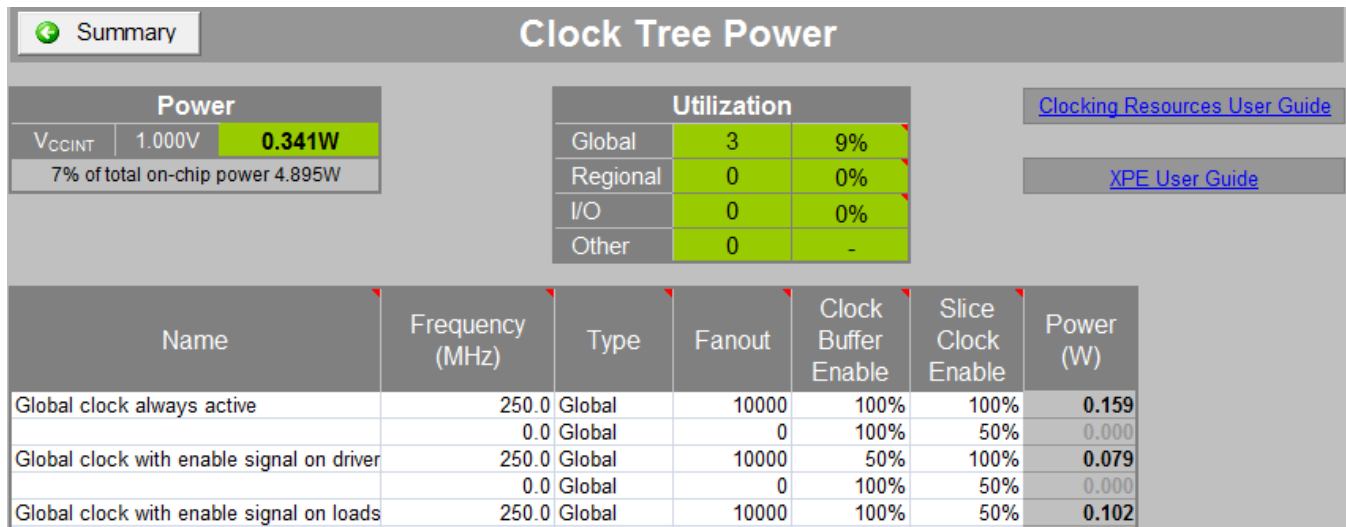 Summary
Clock Tree Power
Power
VCCINT 1.000V 0.341W
7% of total on-chip power 4.895W
Utilization
Global 3 9%
Regional 0 0%
I/O 0 0%
Other 0 -
Clocking Resources User Guide
XPE User Guide
Name Frequency (MHz) Type Fanout Clock Buffer Enable Slice Clock Enable Power (W)
Global clock always active 250.0 Global 10000 100% 100% 0.159
0.0 Global 0 100% 50% 0.000
Global clock with enable signal on driver 250.0 Global 10000 50% 100% 0.079
0.0 Global 0 100% 50% 0.000
Global clock with enable signal on loads 250.0 Global 10000 100% 50% 0.102